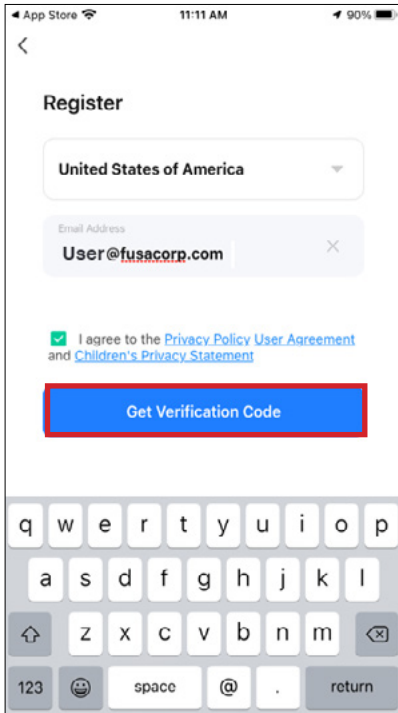 App Store 11:11 AM 90%
Register
United States of America
Email Address
User@fusacorp.com
I agree to the Privacy Policy User Agreement
and Children's Privacy Statement
Get Verification Code
q w e r t y u i o p
a s d f g h j k l
z x c v b n m
123 space @ . return